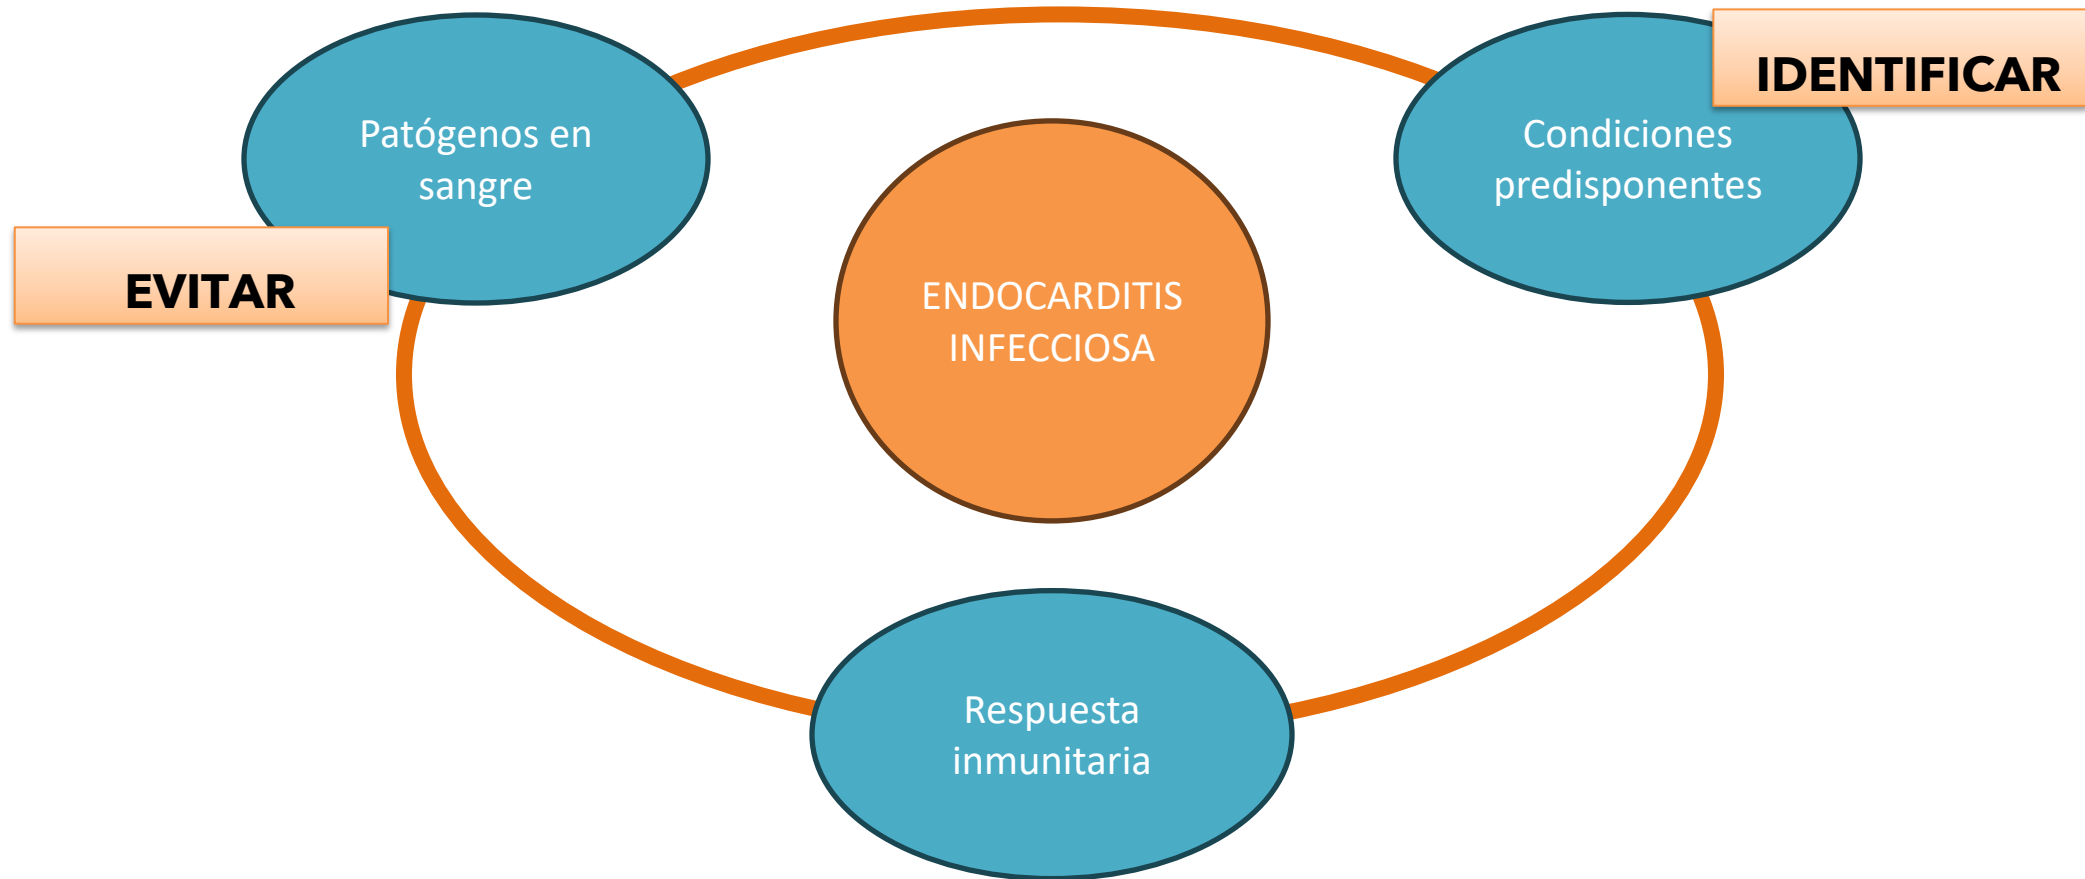 Patógenos en
sangre
EVITAR
IDENTIFICAR
Condiciones
predisponentes
ENDOCARDITIS
INFECCIOSA
Respuesta
inmunitaria